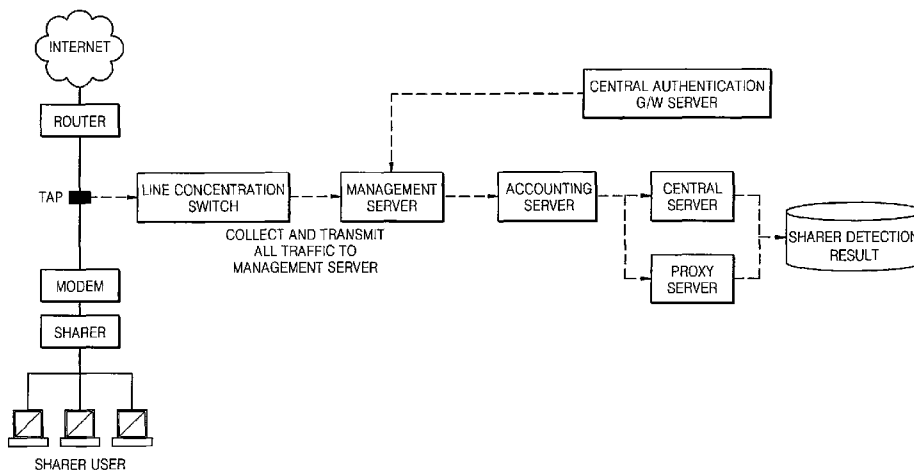 INTERNET
ROUTER
TAP
LINE CONCENTRATION
SWITCH
COLLECT AND TRANSMIT
ALL TRAFFIC TO
MANAGEMENT SERVER
MANAGEMENT
SERVER
CENTRAL AUTHENTICATION
G/W SERVER
ACCOUNTING
SERVER
CENTRAL
SERVER
PROXY
SERVER
SHARER DETECTION
RESULT
MODEM
SHARER
SHARER USER